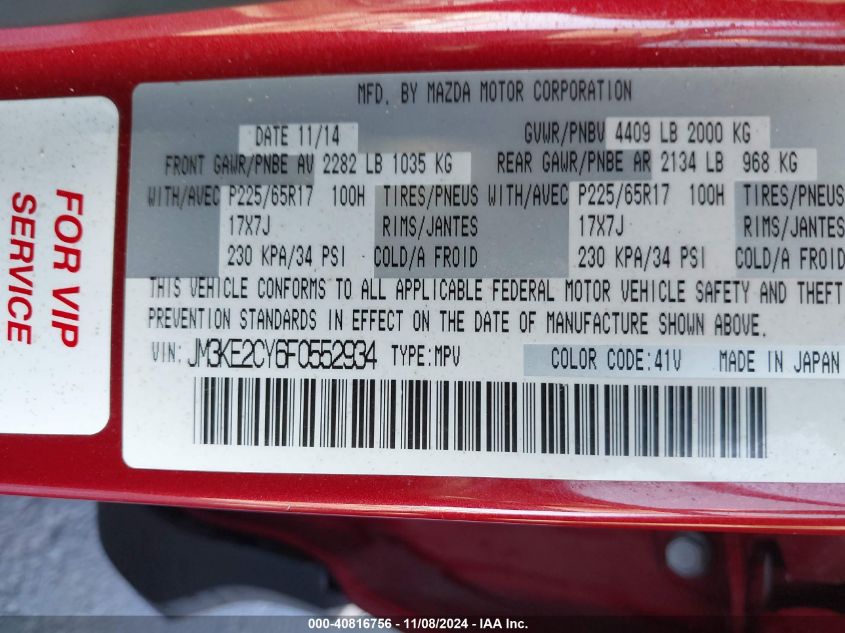 MFD. BY MAZDA MOTOR CORPORATION
DATE 11/14 GVWR/PNBV 4409 LB 2000 KG
FRONT GAWR/PNBE AV 2282 LB 1035 KG REAR GAWR/PNBE AR 2134 LB 968 KG
WITH/AVEC P225/65R17 100H TIRES/PNEUS WITH/AVEC P225/65R17 100H TIRES/PNEUS
17X7J RIMS/JANTES 17X7J RIMS/JANTES
230 KPA/34 PSI COLD/A FROID 230 KPA/34 PSI COLD/A FROID
THIS VEHICLE CONFORMS TO ALL APPLICABLE FEDERAL MOTOR VEHICLE SAFETY AND THEFT
PREVENTION STANDARDS IN EFFECT ON THE DATE OF MANUFACTURE SHOWN ABOVE.
VIN: JM3KE2CY6F0552934 TYPE:MPV COLOR CODE:41V MADE IN JAPAN
FOR VIP
SERVICE
000-40816756 - 11/08/2024 - IAA Inc.